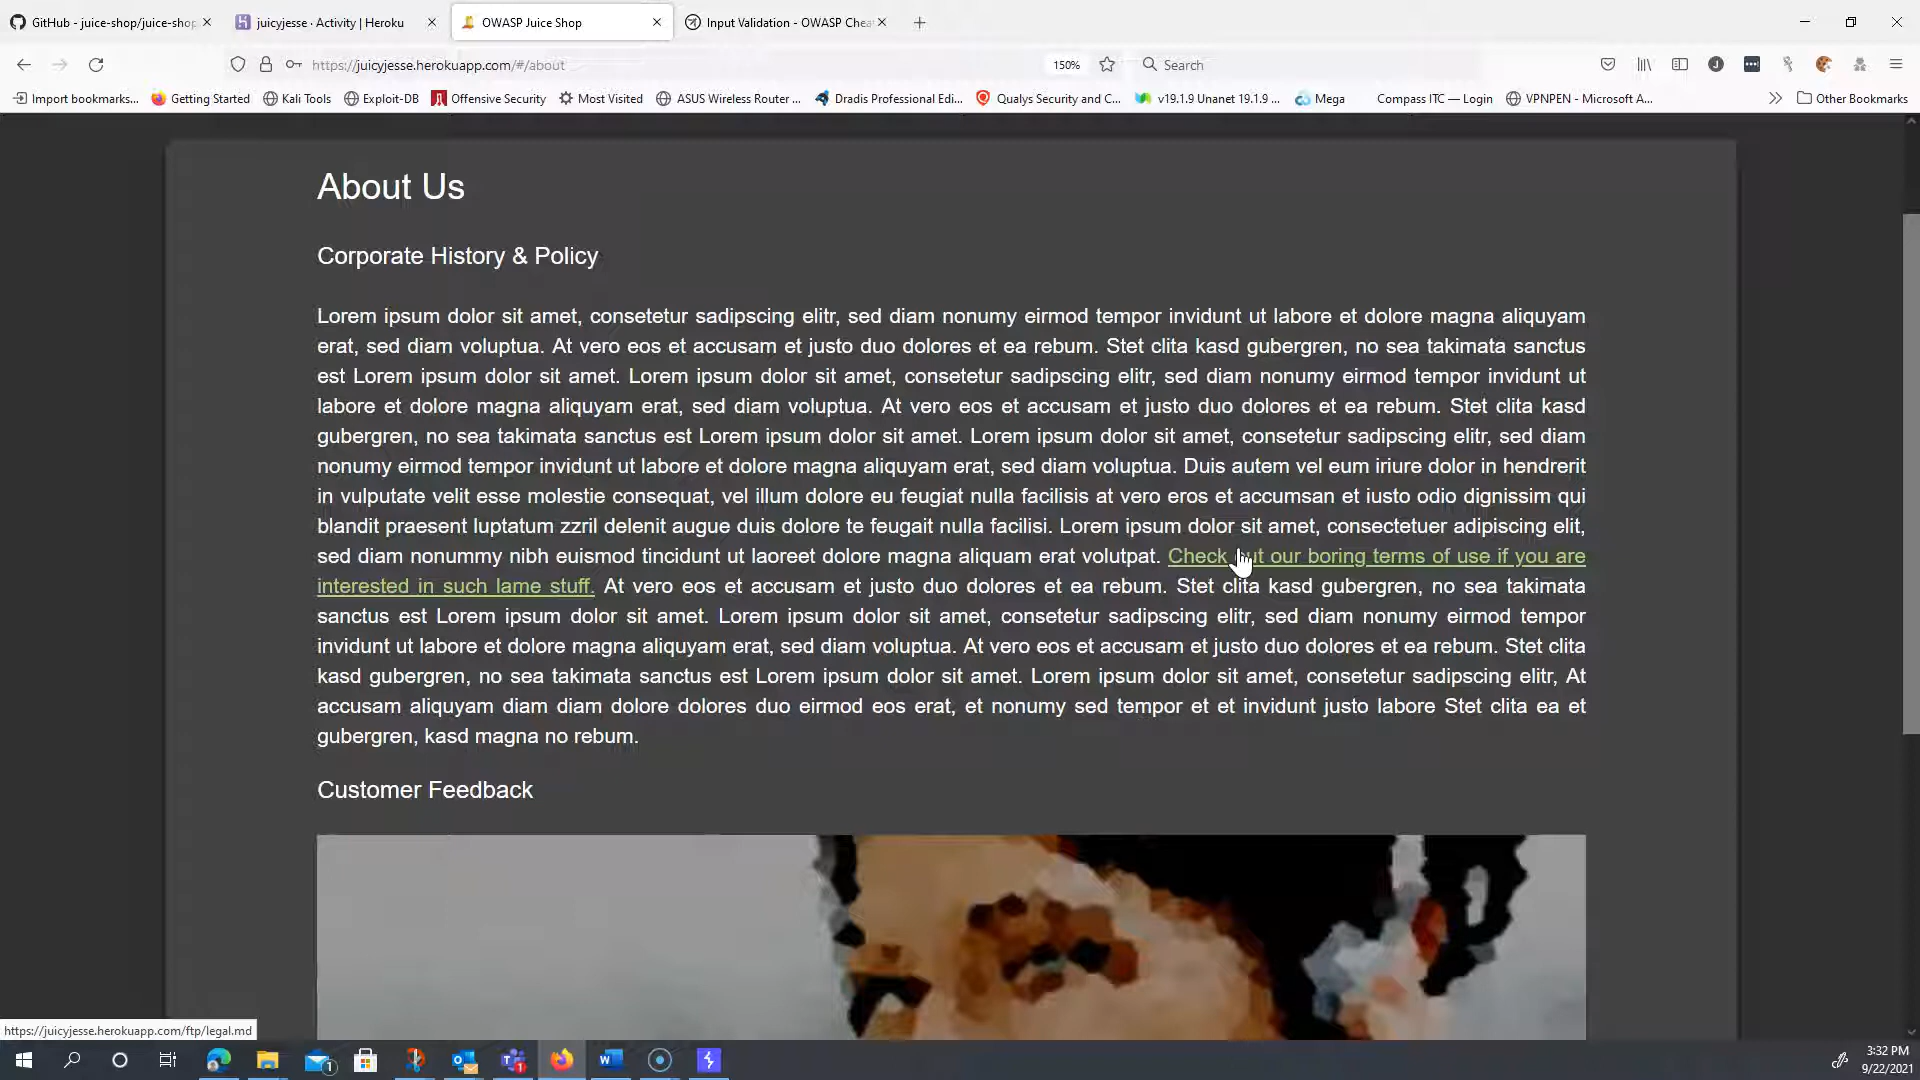 GitHub - juice-shop/juice-shop
juicyjesse · Activity | Heroku
OWASP Juice Shop
Input Validation - OWASP Chea
https://juicyjesse.herokuapp.com/#/about
150%
Search
Import bookmarks...
Getting Started
Kali Tools
Exploit-DB
Offensive Security
Most Visited
ASUS Wireless Router ...
Dradis Professional Edi...
Qualys Security and C...
v19.1.9 Unanet 19.1.9 ...
Mega
Compass ITC — Login
VPNPEN - Microsoft A...
Other Bookmarks
About Us
Corporate History & Policy
Lorem ipsum dolor sit amet, consetetur sadipscing elitr, sed diam nonumy eirmod tempor invidunt ut labore et dolore magna aliquyam
erat, sed diam voluptua. At vero eos et accusam et justo duo dolores et ea rebum. Stet clita kasd gubergren, no sea takimata sanctus
est Lorem ipsum dolor sit amet. Lorem ipsum dolor sit amet, consetetur sadipscing elitr, sed diam nonumy eirmod tempor invidunt ut
labore et dolore magna aliquyam erat, sed diam voluptua. At vero eos et accusam et justo duo dolores et ea rebum. Stet clita kasd
gubergren, no sea takimata sanctus est Lorem ipsum dolor sit amet. Lorem ipsum dolor sit amet, consetetur sadipscing elitr, sed diam
nonumy eirmod tempor invidunt ut labore et dolore magna aliquyam erat, sed diam voluptua. Duis autem vel eum iriure dolor in hendrerit
in vulputate velit esse molestie consequat, vel illum dolore eu feugiat nulla facilisis at vero eros et accumsan et iusto odio dignissim qui
blandit praesent luptatum zzril delenit augue duis dolore te feugait nulla facilisi. Lorem ipsum dolor sit amet, consectetuer adipiscing elit,
sed diam nonummy nibh euismod tincidunt ut laoreet dolore magna aliquam erat volutpat. Check out our boring terms of use if you are
interested in such lame stuff. At vero eos et accusam et justo duo dolores et ea rebum. Stet clita kasd gubergren, no sea takimata
sanctus est Lorem ipsum dolor sit amet. Lorem ipsum dolor sit amet, consetetur sadipscing elitr, sed diam nonumy eirmod tempor
invidunt ut labore et dolore magna aliquyam erat, sed diam voluptua. At vero eos et accusam et justo duo dolores et ea rebum. Stet clita
kasd gubergren, no sea takimata sanctus est Lorem ipsum dolor sit amet. Lorem ipsum dolor sit amet, consetetur sadipscing elitr, At
accusam aliquyam diam diam dolore dolores duo eirmod eos erat, et nonumy sed tempor et et invidunt justo labore Stet clita ea et
gubergren, kasd magna no rebum.
Customer Feedback
https://juicyjesse.herokuapp.com/ftp/legal.md
3:32 PM
9/22/2021